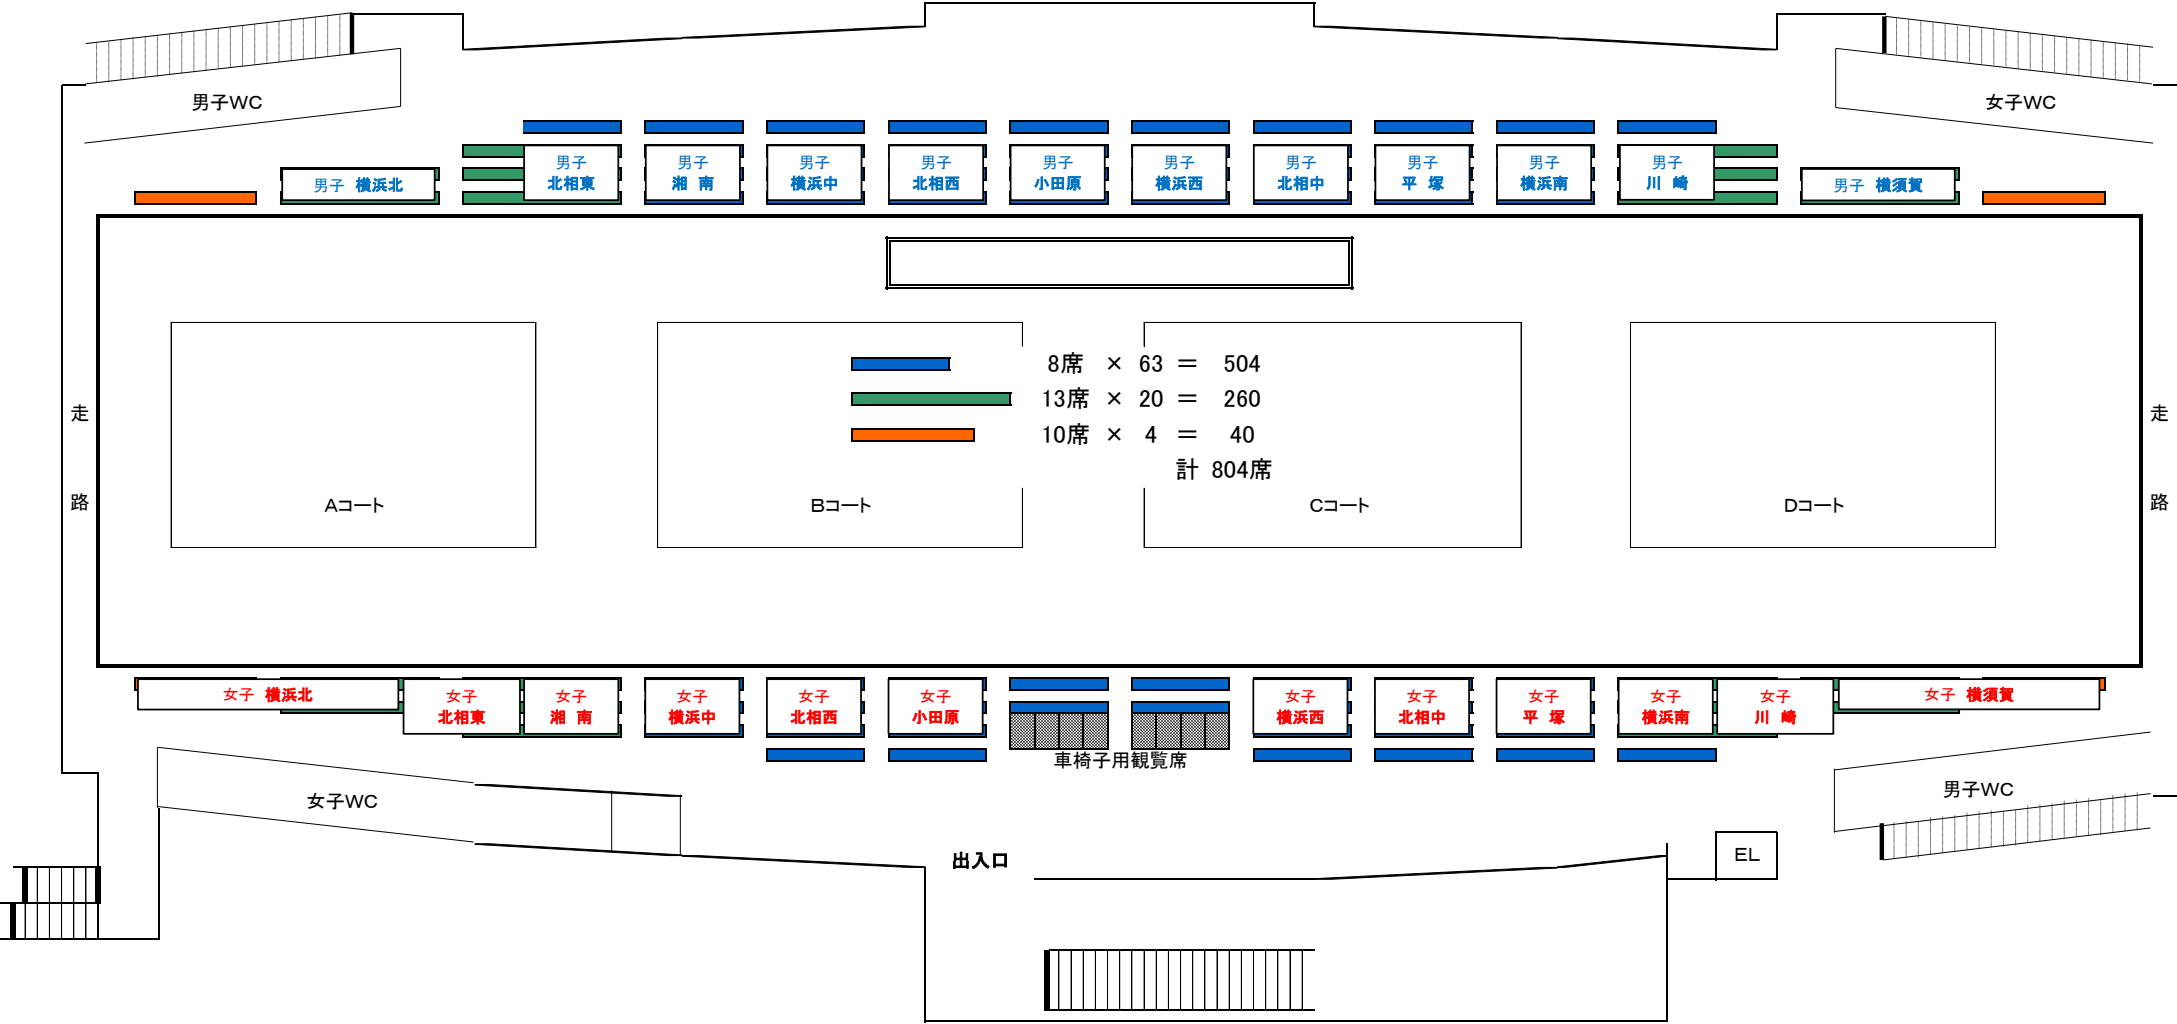 男子WC
女子WC
男子 横浜北
男子
北相東
男子
湘 南
男子
横浜中
男子
北相西
男子
小田原
男子
横浜西
男子
北相中
男子
平 塚
男子
横浜南
男子
川 崎
男子 横須賀
8席 × 63 = 504
13席 × 20 = 260
10席 × 4 = 40
計 804席
走
路
走
路
Aコート
Bコート
Cコート
Dコート
女子 横浜北
女子
北相東
女子
湘 南
女子
横浜中
女子
北相西
女子
小田原
女子
横浜西
女子
北相中
女子
平 塚
女子
横浜南
女子
川 崎
女子 横須賀
車椅子用観覧席
女子WC
男子WC
出入口
EL